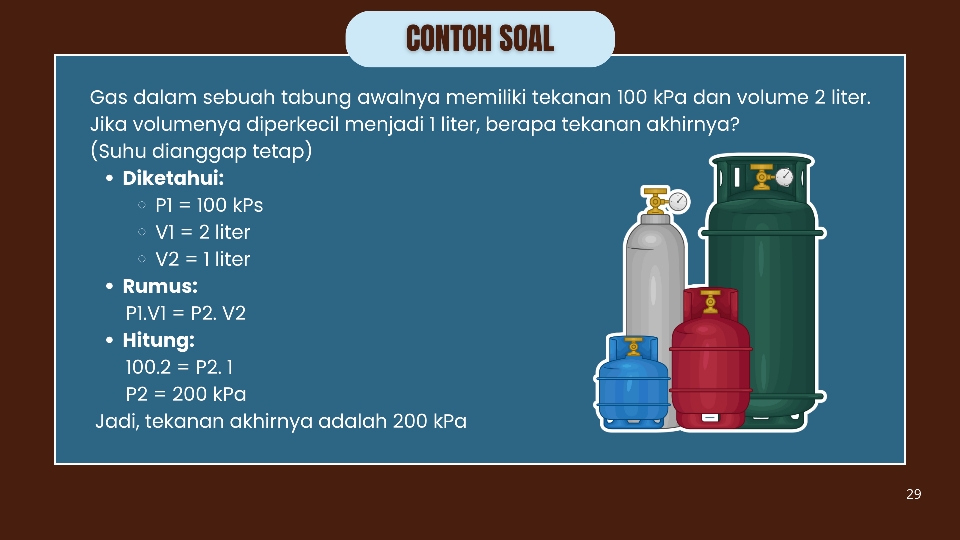 CONTOH SOAL
Gas dalam sebuah tabung awalnya memiliki tekanan 100 kPa dan volume 2 liter.
Jika volumenya diperkecil menjadi 1 liter, berapa tekanan akhirnya?
(Suhu dianggap tetap)
• Diketahui:
◦ P1 = 100 kPs
◦ V1 = 2 liter
◦ V2 = 1 liter
• Rumus:
P1.V1 = P2. V2
• Hitung:
100.2 = P2. 1
P2 = 200 kPa
Jadi, tekanan akhirnya adalah 200 kPa
29